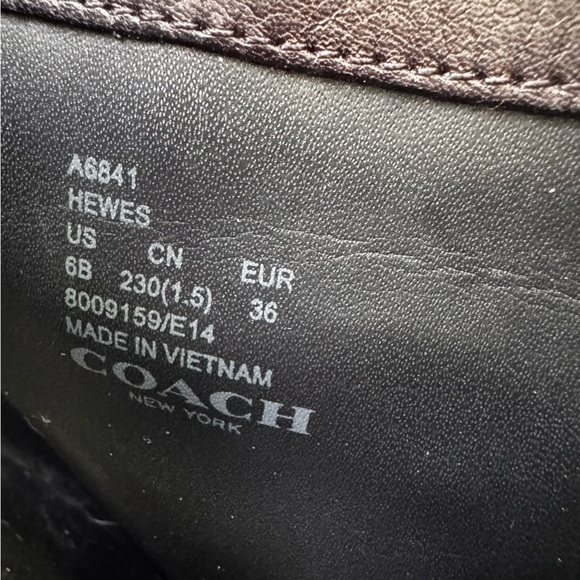 A6841
HEWES
US CN EUR
6B 230(1.5) 36
8009159/E14
MADE IN VIETNAM
COACH
NEW YORK